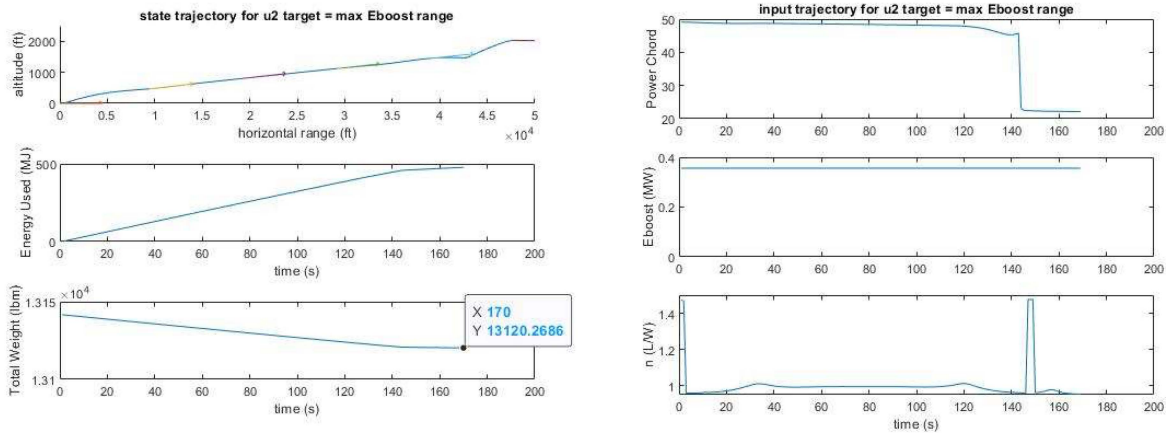 state trajectory for u2 target = max Eboost range
altitude (ft)
2000
1000
0
0 0.5 1 1.5 2 2.5 3 3.5 4 4.5 5
horizontal range (ft)
×10⁴
Energy Used (MJ)
500
0
0 20 40 60 80 100 120 140 160 180 200
time (s)
Total Weight (lbm)
1.315 ×10⁴
1.31
X 170
Y 13120.2686
0 20 40 60 80 100 120 140 160 180 200
time (s)
input trajectory for u2 target = max Eboost range
Power Chord
50
40
30
20
0 20 40 60 80 100 120 140 160 180 200
Eboost (MW)
0.4
0.2
0
0 20 40 60 80 100 120 140 160 180 200
n (L/W)
1.4
1.2
1
0 20 40 60 80 100 120 140 160 180 200
time (s)